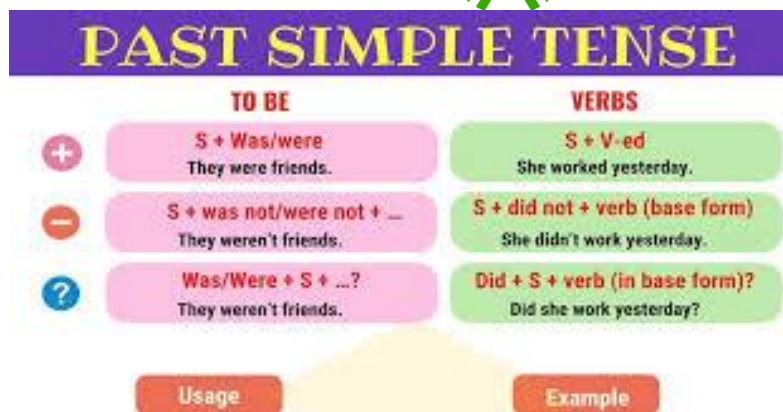 PAST SIMPLE TENSE
TO BE
VERBS
S + Was/were
They were friends.
S + V-ed
She worked yesterday.
S + was not/were not + ...
They weren't friends.
S + did not + verb (base form)
She didn't work yesterday.
Was/Were + S + ...?
They weren't friends.
Did + S + verb (in base form)?
Did she work yesterday?
Usage
Example